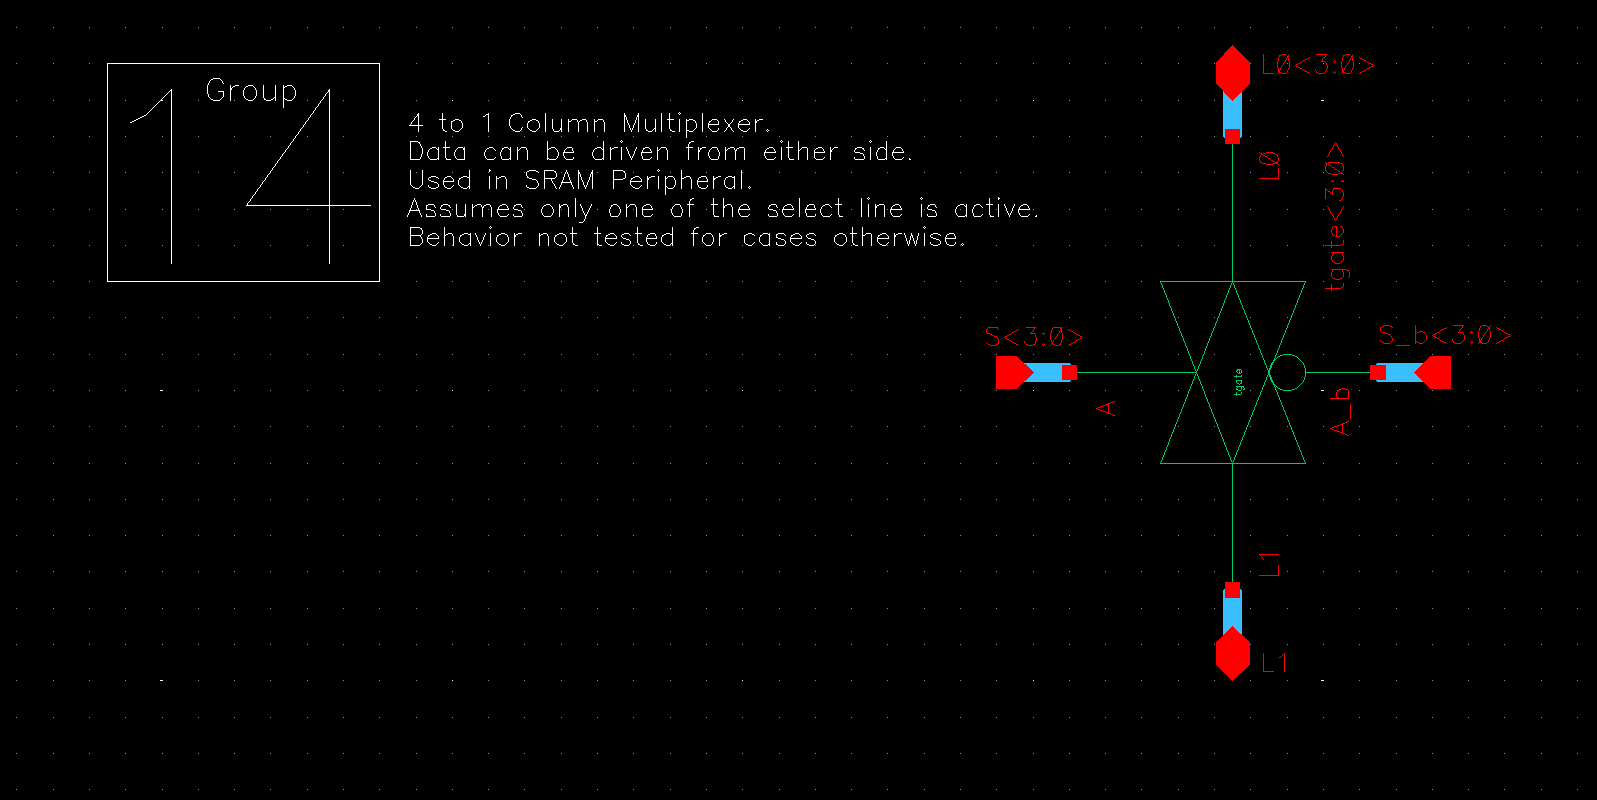 Group
14
4 to 1 Column Multiplexer.
Data can be driven from either side.
Used in SRAM Peripheral.
Assumes only one of the select line is active.
Behavior not tested for cases otherwise.
L0<3:0>
L0
tgate<3:0>
S<3:0>
S_b<3:0>
tgate
A
A_b
L1
L1